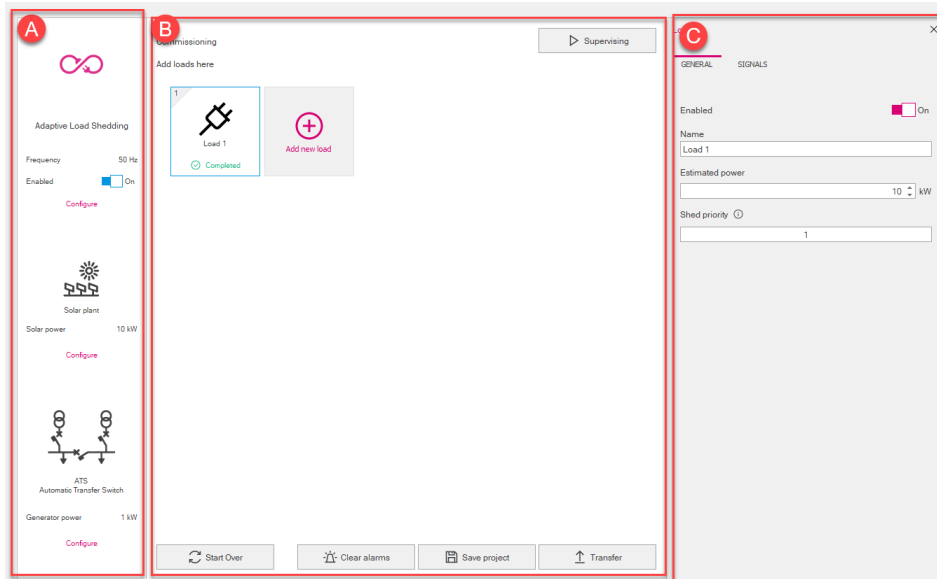 A
Adaptive Load Shedding
Frequency 50 Hz
Enabled On
Configure
Solar plant
Solar power 10 kW
Configure
ATS
Automatic Transfer Switch
Generator power 1 kW
Configure
B
Commissioning
Supervising
Add loads here
1
Load 1
Completed
Add new load
Start Over
Clear alarms
Save project
Transfer
C
GENERAL SIGNALS
Enabled On
Name
Load 1
Estimated power
10 kW
Shed priority
1